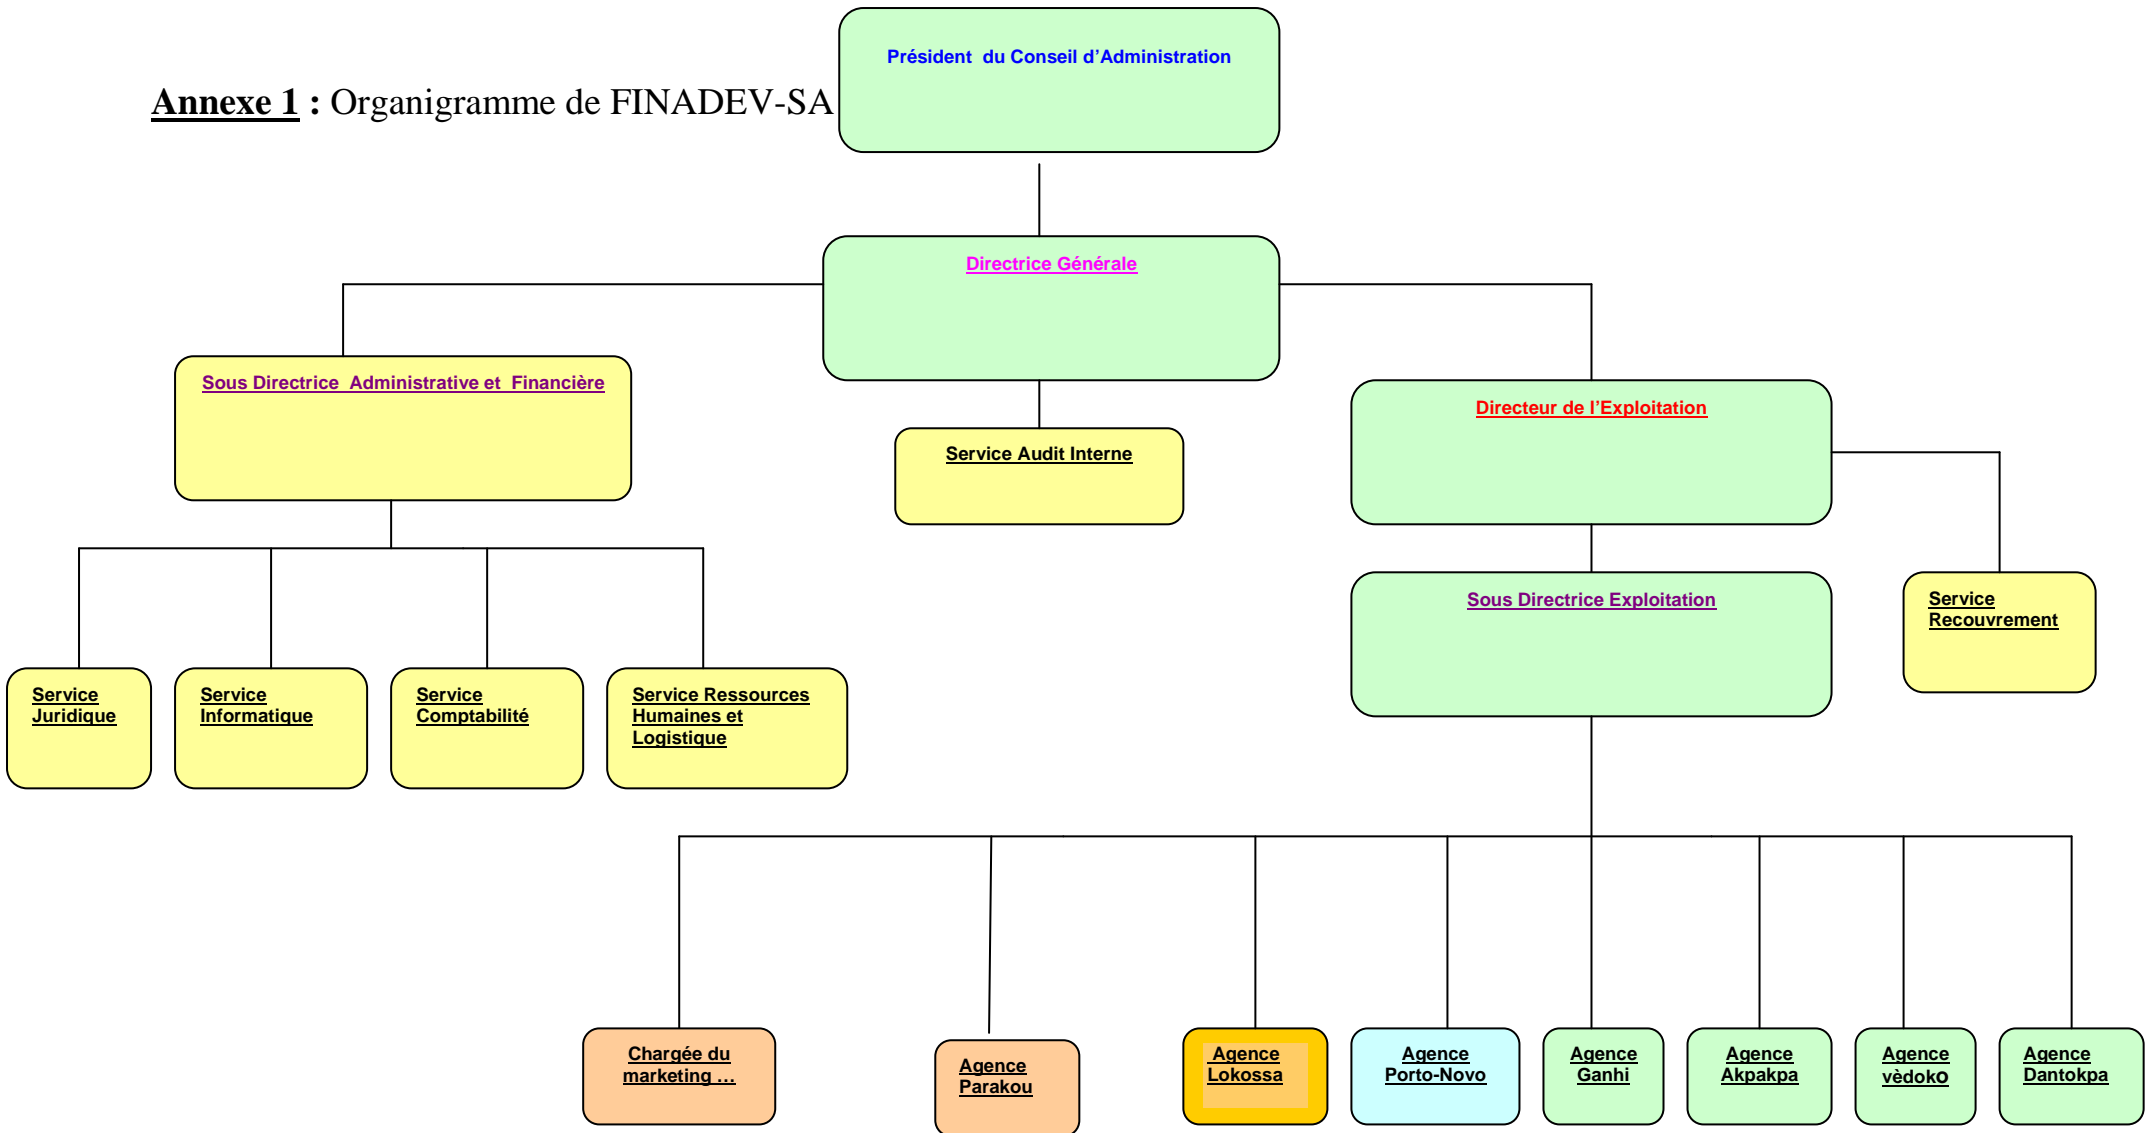 Président  du Conseil d’Administration
Annexe 1 : Organigramme de FINADEV-SA
Directrice Générale
Sous Directrice  Administrative et  Financière
Directeur de l’Exploitation
Service Audit Interne
Sous Directrice Exploitation
Service
Recouvrement
Service
Juridique
Service
Informatique
Service
Comptabilité
Service Ressources
Humaines et
Logistique
Chargée du
marketing …
Agence
Parakou
Agence
Lokossa
Agence
Porto-Novo
Agence
Ganhi
Agence
Akpakpa
Agence
vèdoko
Agence
Dantokpa